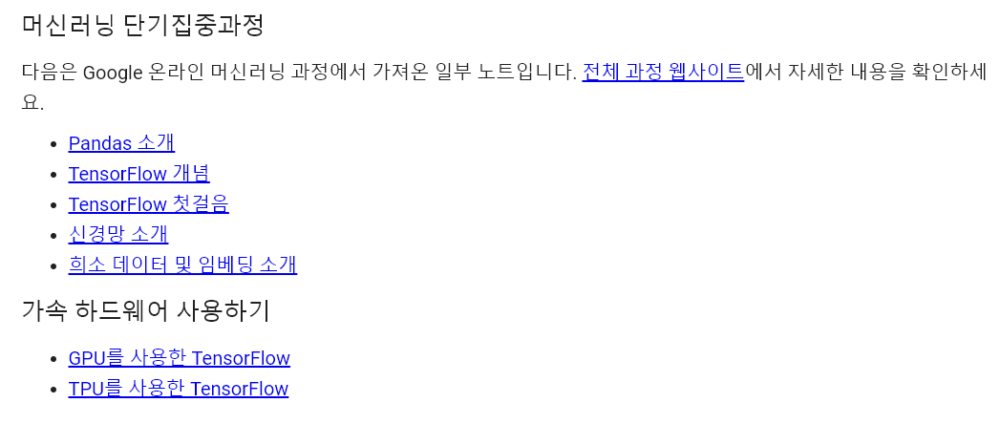 머신러닝 단기집중과정
다음은 Google 온라인 머신러닝 과정에서 가져온 일부 노트입니다. 전체 과정 웹사이트에서 자세한 내용을 확인하세
요.
• Pandas 소개
• TensorFlow 개념
• TensorFlow 첫걸음
• 신경망 소개
• 희소 데이터 및 임베딩 소개
가속 하드웨어 사용하기
• GPU를 사용한 TensorFlow
• TPU를 사용한 TensorFlow